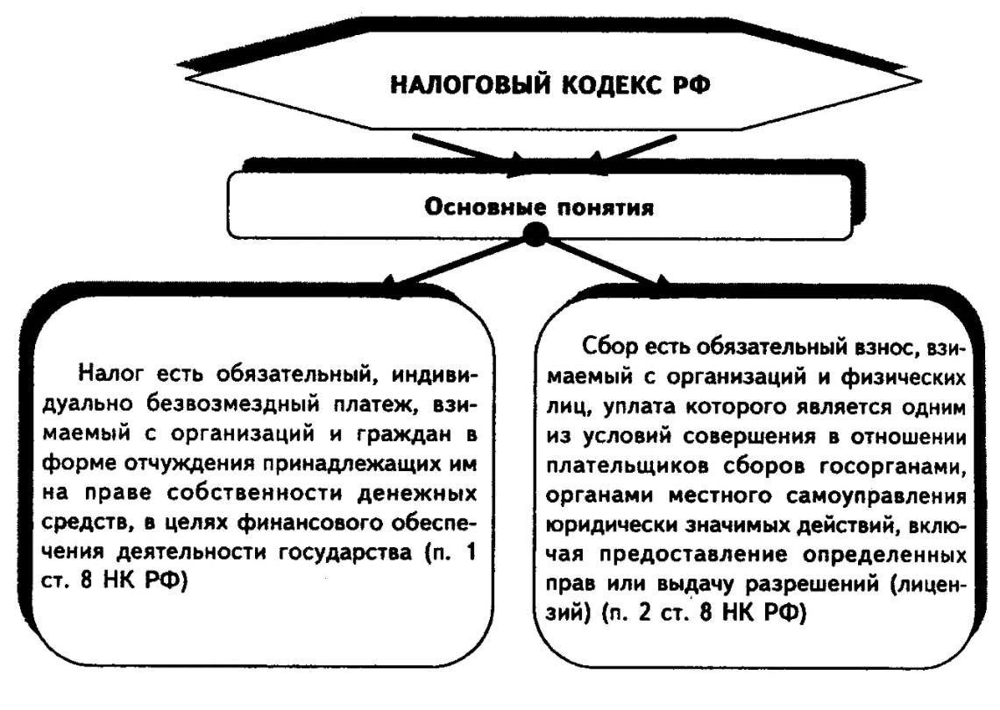 НАЛОГОВЫЙ КОДЕКС РФ
Основные понятия
Налог есть обязательный, индиви-
дуально безвозмездный платеж, взи-
маемый с организаций и граждан в
форме отчуждения принадлежащих им
на праве собственности денежных
средств, в целях финансового обеспе-
чения деятельности государства (п. 1
ст. 8 НК РФ)
Сбор есть обязательный взнос, взи-
маемый с организаций и физических
лиц, уплата которого является одним
из условий совершения в отношении
плательщиков сборов госорганами,
органами местного самоуправления
юридически значимых действий, вклю-
чая предоставление определенных
прав или выдачу разрешений (лицен-
зий) (п. 2 ст. 8 НК РФ)